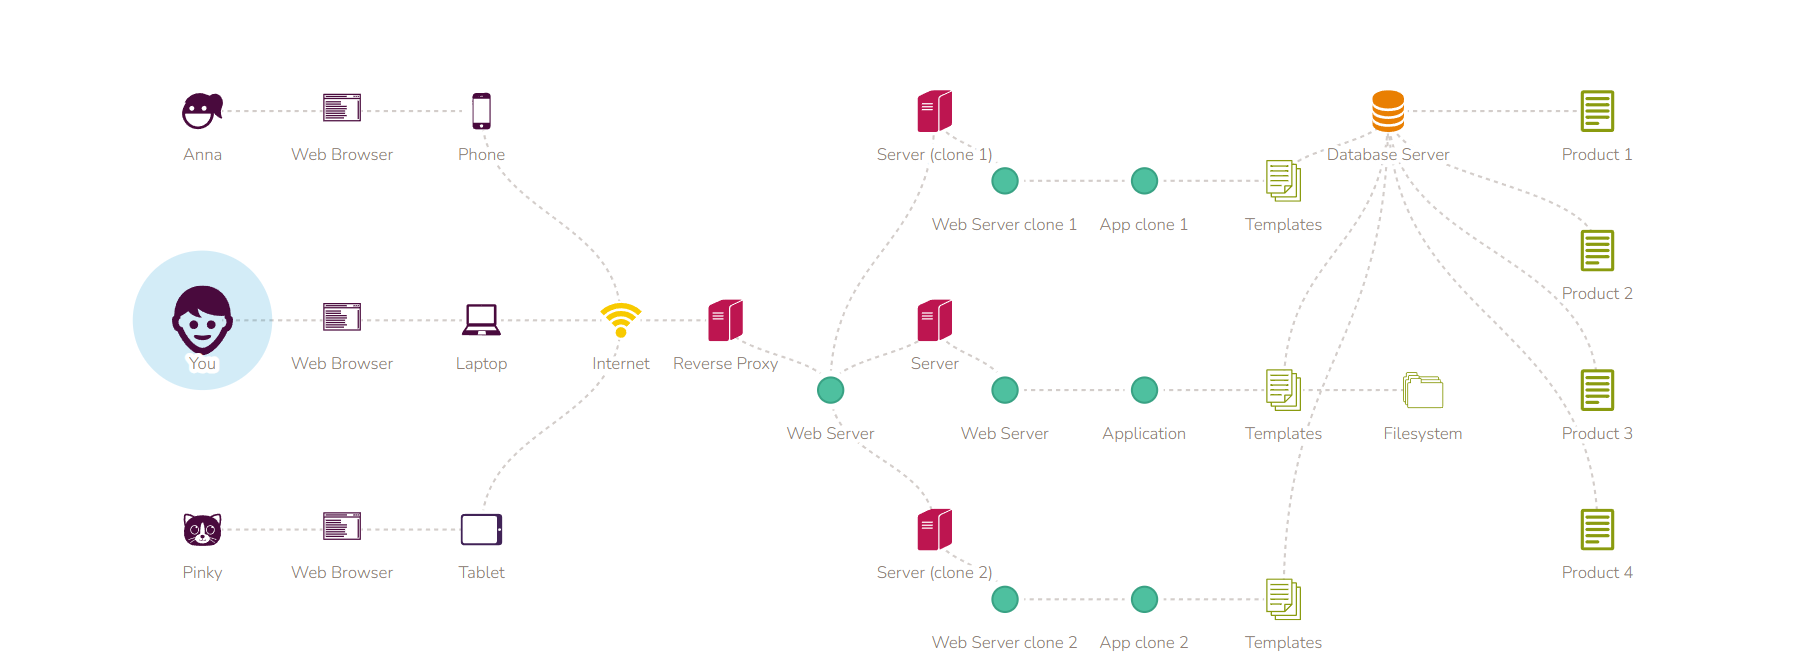 Anna
Web Browser
Phone
Server (clone 1)
Database Server
Product 1
Web Server clone 1
App clone 1
Templates
Product 2
You
Web Browser
Laptop
Internet
Reverse Proxy
Server
Web Server
Web Server
Application
Templates
Filesystem
Product 3
Pinky
Web Browser
Tablet
Server (clone 2)
Product 4
Web Server clone 2
App clone 2
Templates